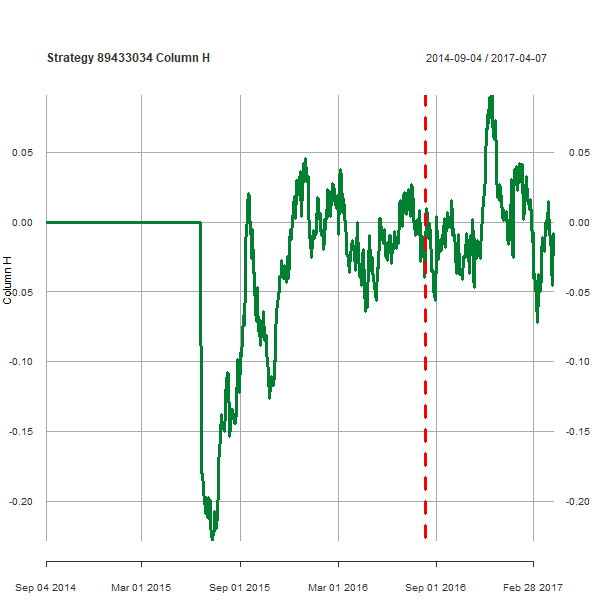 Strategy 89433034 Column H
2014-09-04 / 2017-04-07
0.05
0.05
0.00
0.00
Column H
-0.05
-0.05
-0.10
-0.10
-0.15
-0.15
-0.20
-0.20
Sep 04 2014
Mar 01 2015
Sep 01 2015
Mar 01 2016
Sep 01 2016
Feb 28 2017